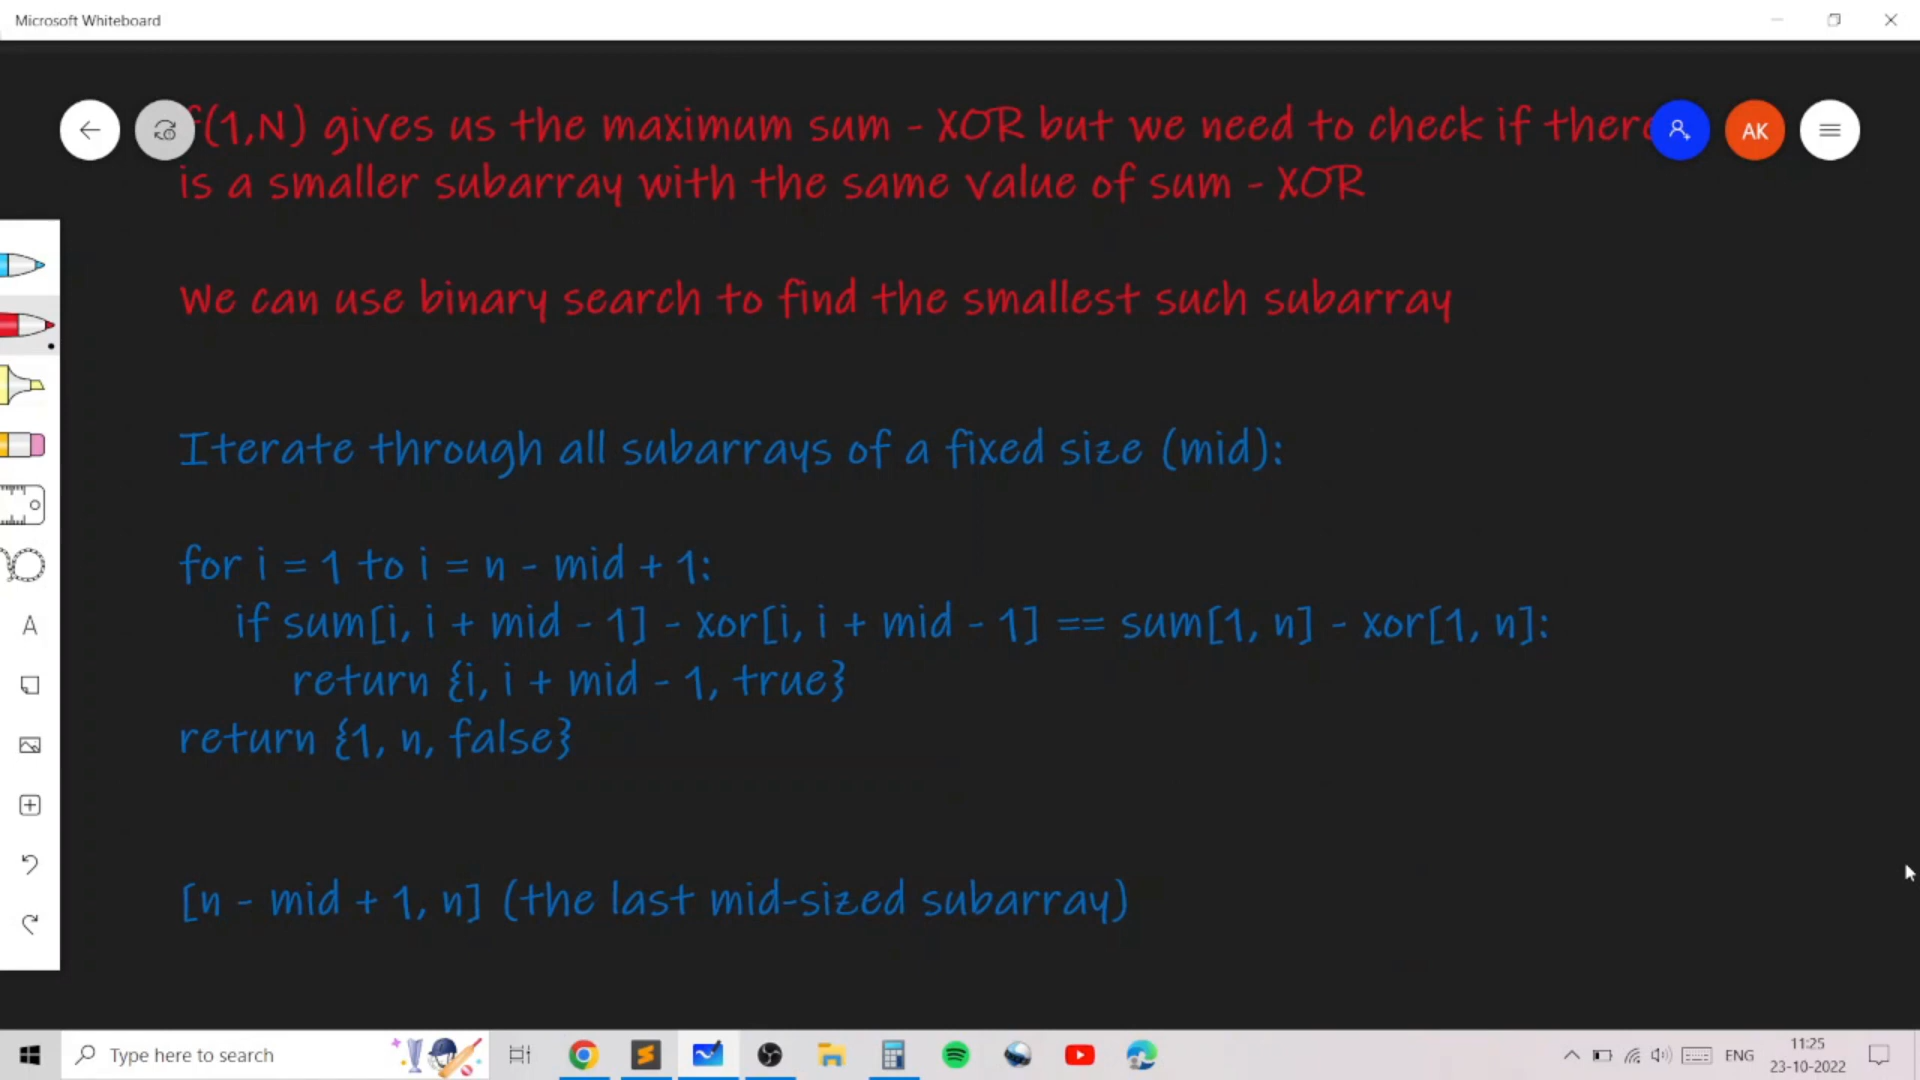 Microsoft Whiteboard
f(1,N) gives us the maximum sum - XOR but we need to check if there
is a smaller subarray with the same value of sum - XOR
AK
We can use binary search to find the smallest such subarray
Iterate through all subarrays of a fixed size (mid):
for i = 1 to i = n - mid + 1:
if sum[i, i + mid - 1] - xor[i, i + mid - 1] == sum[1, n] - xor[1, n]:
return {i, i + mid - 1, true}
return {1, n, false}
[n - mid + 1, n] (the last mid-sized subarray)
A
Type here to search
ENG
11:25
23-10-2022